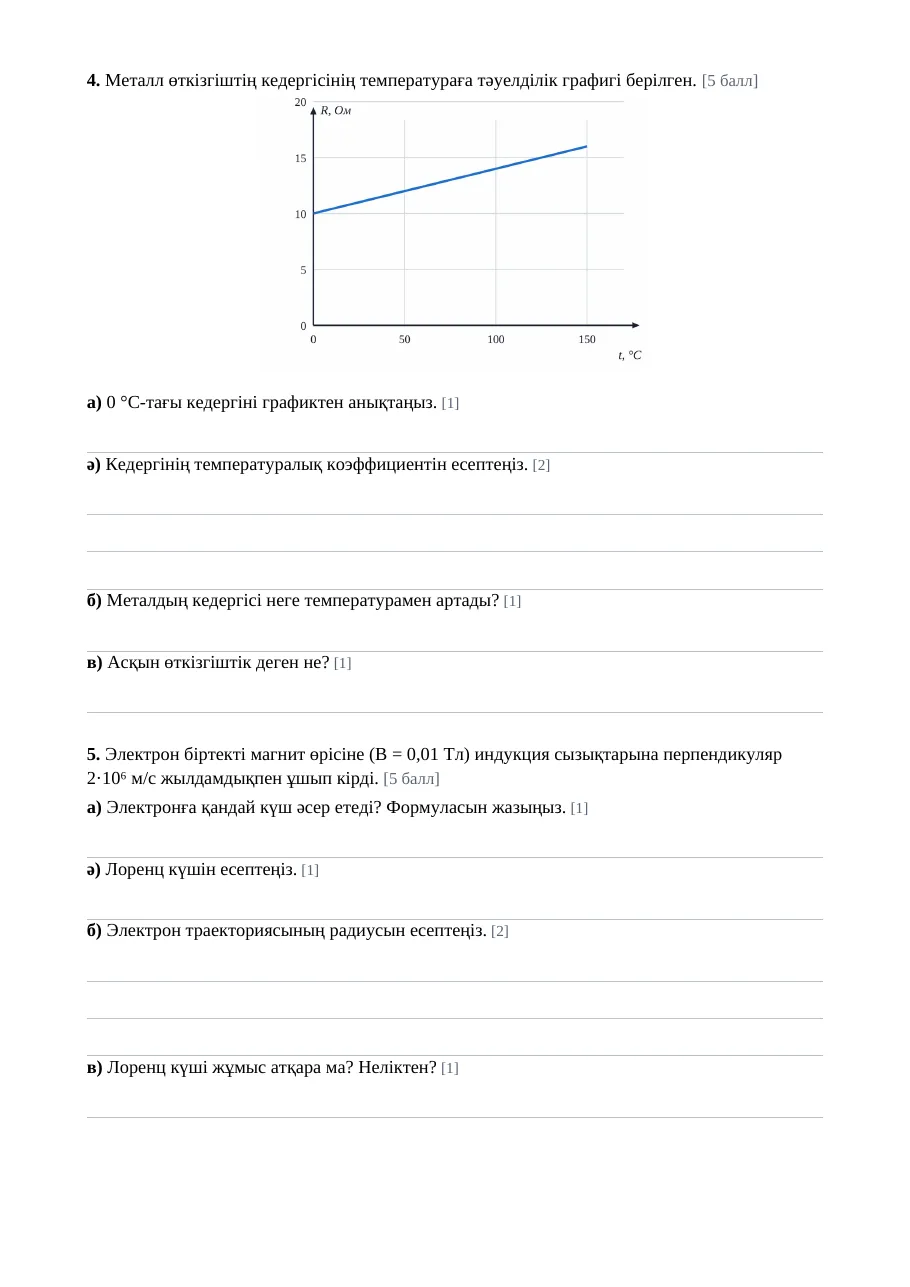 4. Металл өткізгіштің кедергісінің температураға тәуелділік графигі берілген. [5 балл]
20
R, Ом
15
10
5
0
0 50 100 150
t, °C
а) 0 °C-тағы кедергіні графиктен анықтаңыз. [1]
ә) Кедергінің температуралық коэффициентін есептеңіз. [2]
б) Металдың кедергісі неге температурамен артады? [1]
в) Асқын өткізгіштік деген не? [1]
5. Электрон біртекті магнит өрісіне (B = 0,01 Тл) индукция сызықтарына перпендикуляр
2·10⁶ м/с жылдамдықпен ұшып кірді. [5 балл]
а) Электронға қандай күш әсер етеді? Формуласын жазыңыз. [1]
ә) Лоренц күшін есептеңіз. [1]
б) Электрон траекториясының радиусын есептеңіз. [2]
в) Лоренц күші жұмыс атқара ма? Неліктен? [1]